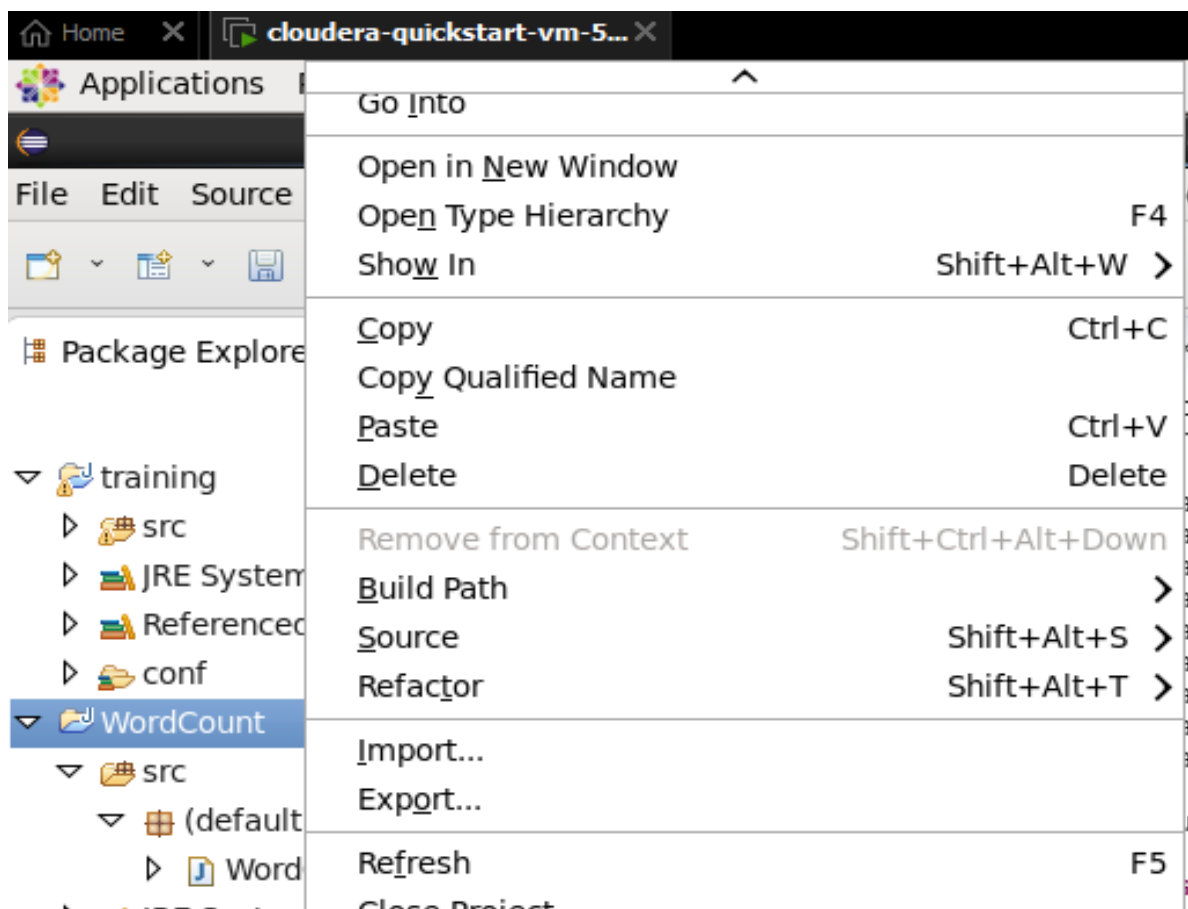 Home
cloudera-quickstart-vm-5...
Applications
Go Into
Open in New Window
File Edit Source
Open Type Hierarchy F4
Show In Shift+Alt+W
Copy Ctrl+C
Package Explore
Copy Qualified Name
Paste Ctrl+V
training
Delete Delete
src
Remove from Context Shift+Ctrl+Alt+Down
JRE System
Build Path
Referenced
Source Shift+Alt+S
conf
Refactor Shift+Alt+T
WordCount
Import...
src
Export...
(default
Word
Refresh F5
Close Project